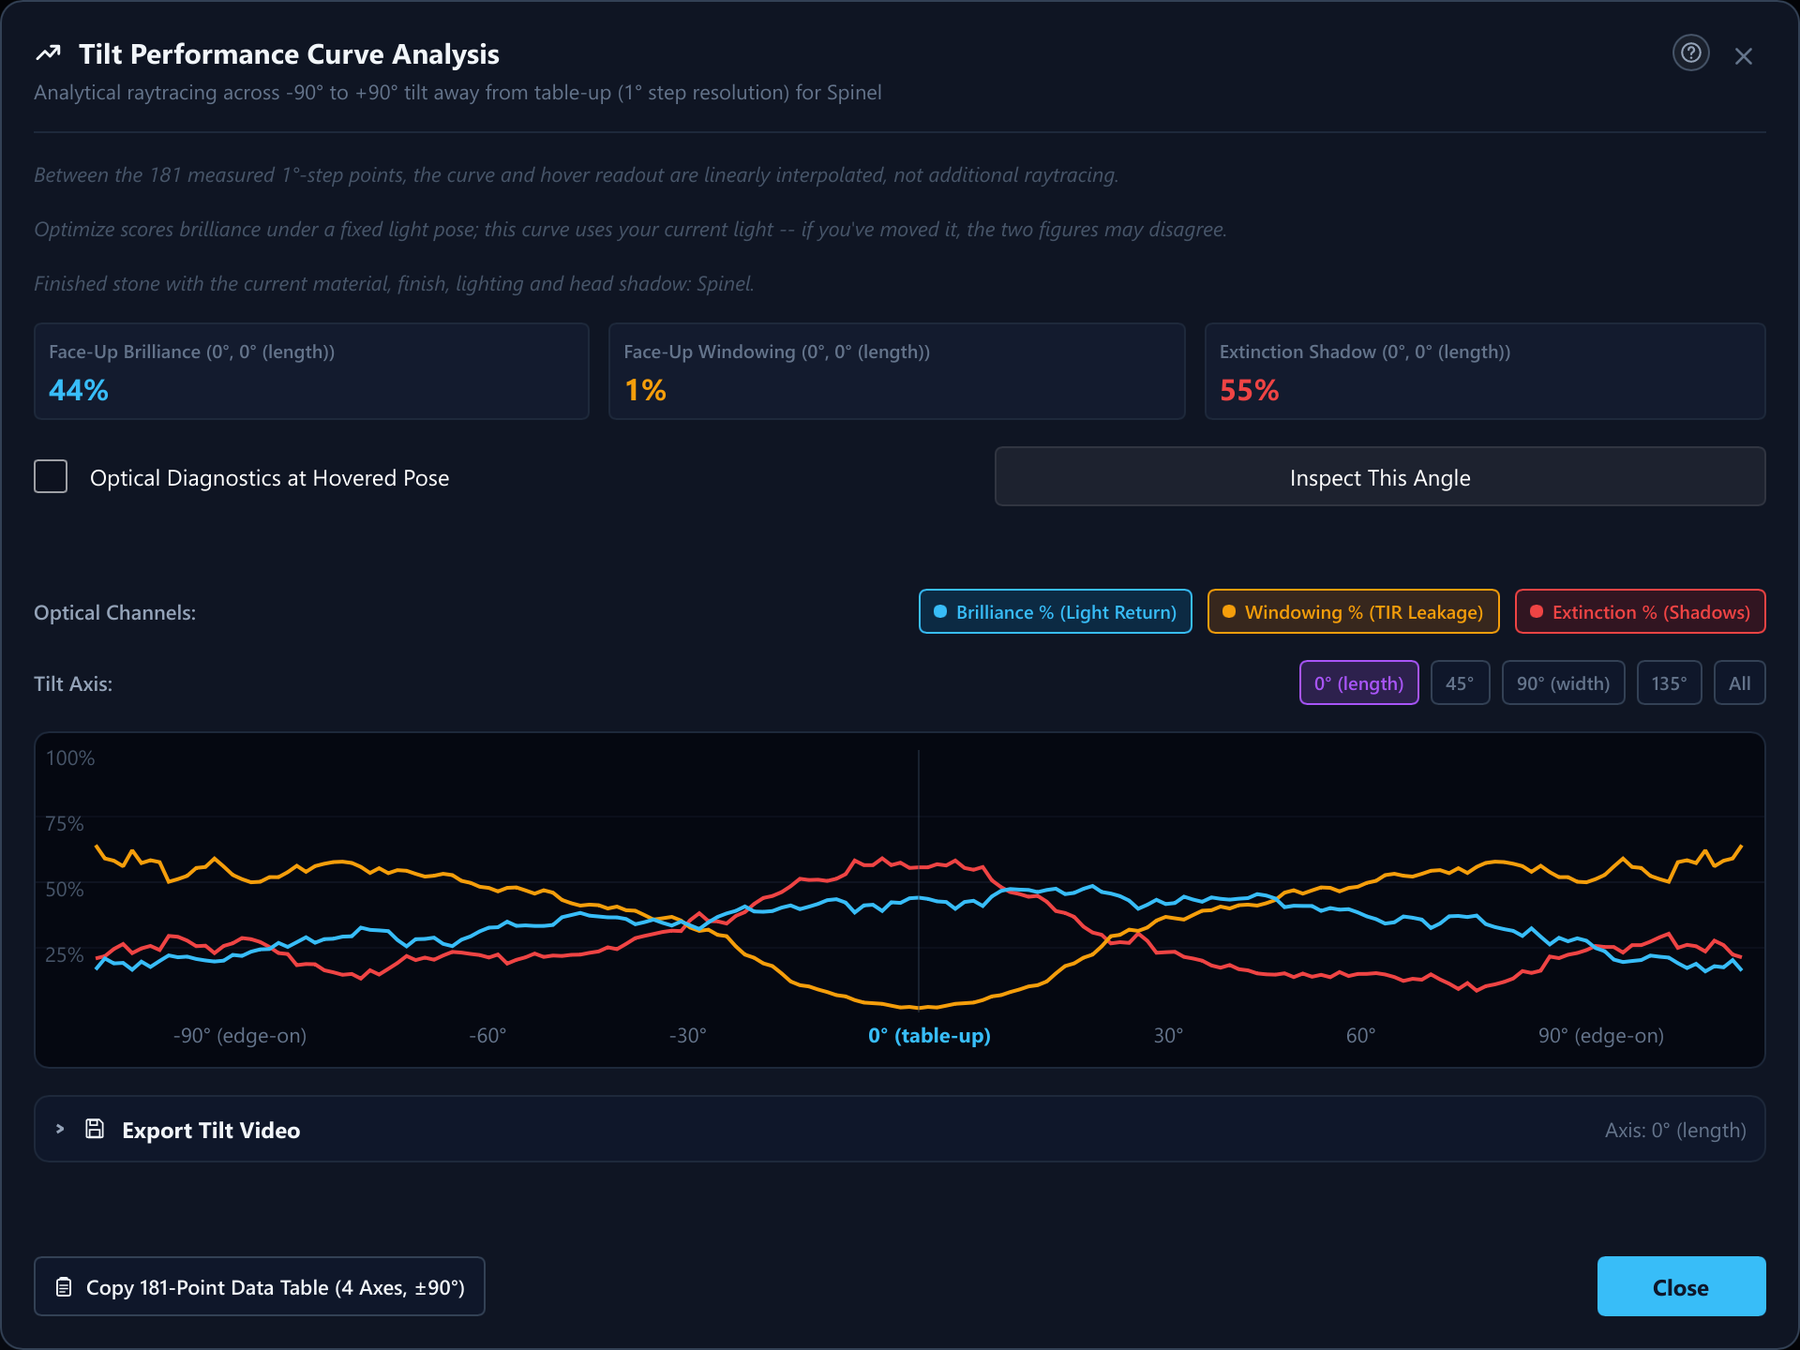 Tilt Performance Curve Analysis
Analytical raytracing across -90° to +90° tilt away from table-up (1° step resolution) for Spinel
Between the 181 measured 1°-step points, the curve and hover readout are linearly interpolated, not additional raytracing.
Optimize scores brilliance under a fixed light pose; this curve uses your current light -- if you've moved it, the two figures may disagree.
Finished stone with the current material, finish, lighting and head shadow: Spinel.
Face-Up Brilliance (0°, 0° (length))
44%
Face-Up Windowing (0°, 0° (length))
1%
Extinction Shadow (0°, 0° (length))
55%
Optical Diagnostics at Hovered Pose
Inspect This Angle
Optical Channels:
Brilliance % (Light Return)
Windowing % (TIR Leakage)
Extinction % (Shadows)
Tilt Axis:
0° (length)
45°
90° (width)
135°
All
100%
75%
50%
25%
-90° (edge-on)
-60°
-30°
0° (table-up)
30°
60°
90° (edge-on)
Export Tilt Video
Axis: 0° (length)
Copy 181-Point Data Table (4 Axes, ±90°)
Close